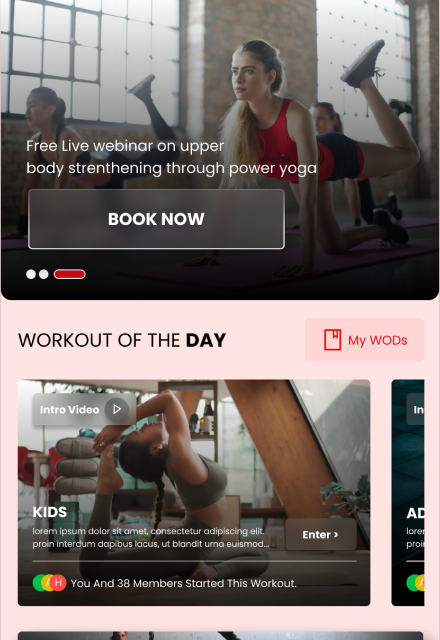 Free Live webinar on upper
body strenthening through power yoga
BOOK NOW
WORKOUT OF THE DAY
My WODs
Intro Video
In
KIDS
lorem ipsum dolor sit amet, consectetur adipiscing elit.
proin interdum dapibus lacus, ut blandit urna euismod...
Enter >
AD
lorem
proin
H
You And 38 Members Started This Workout.